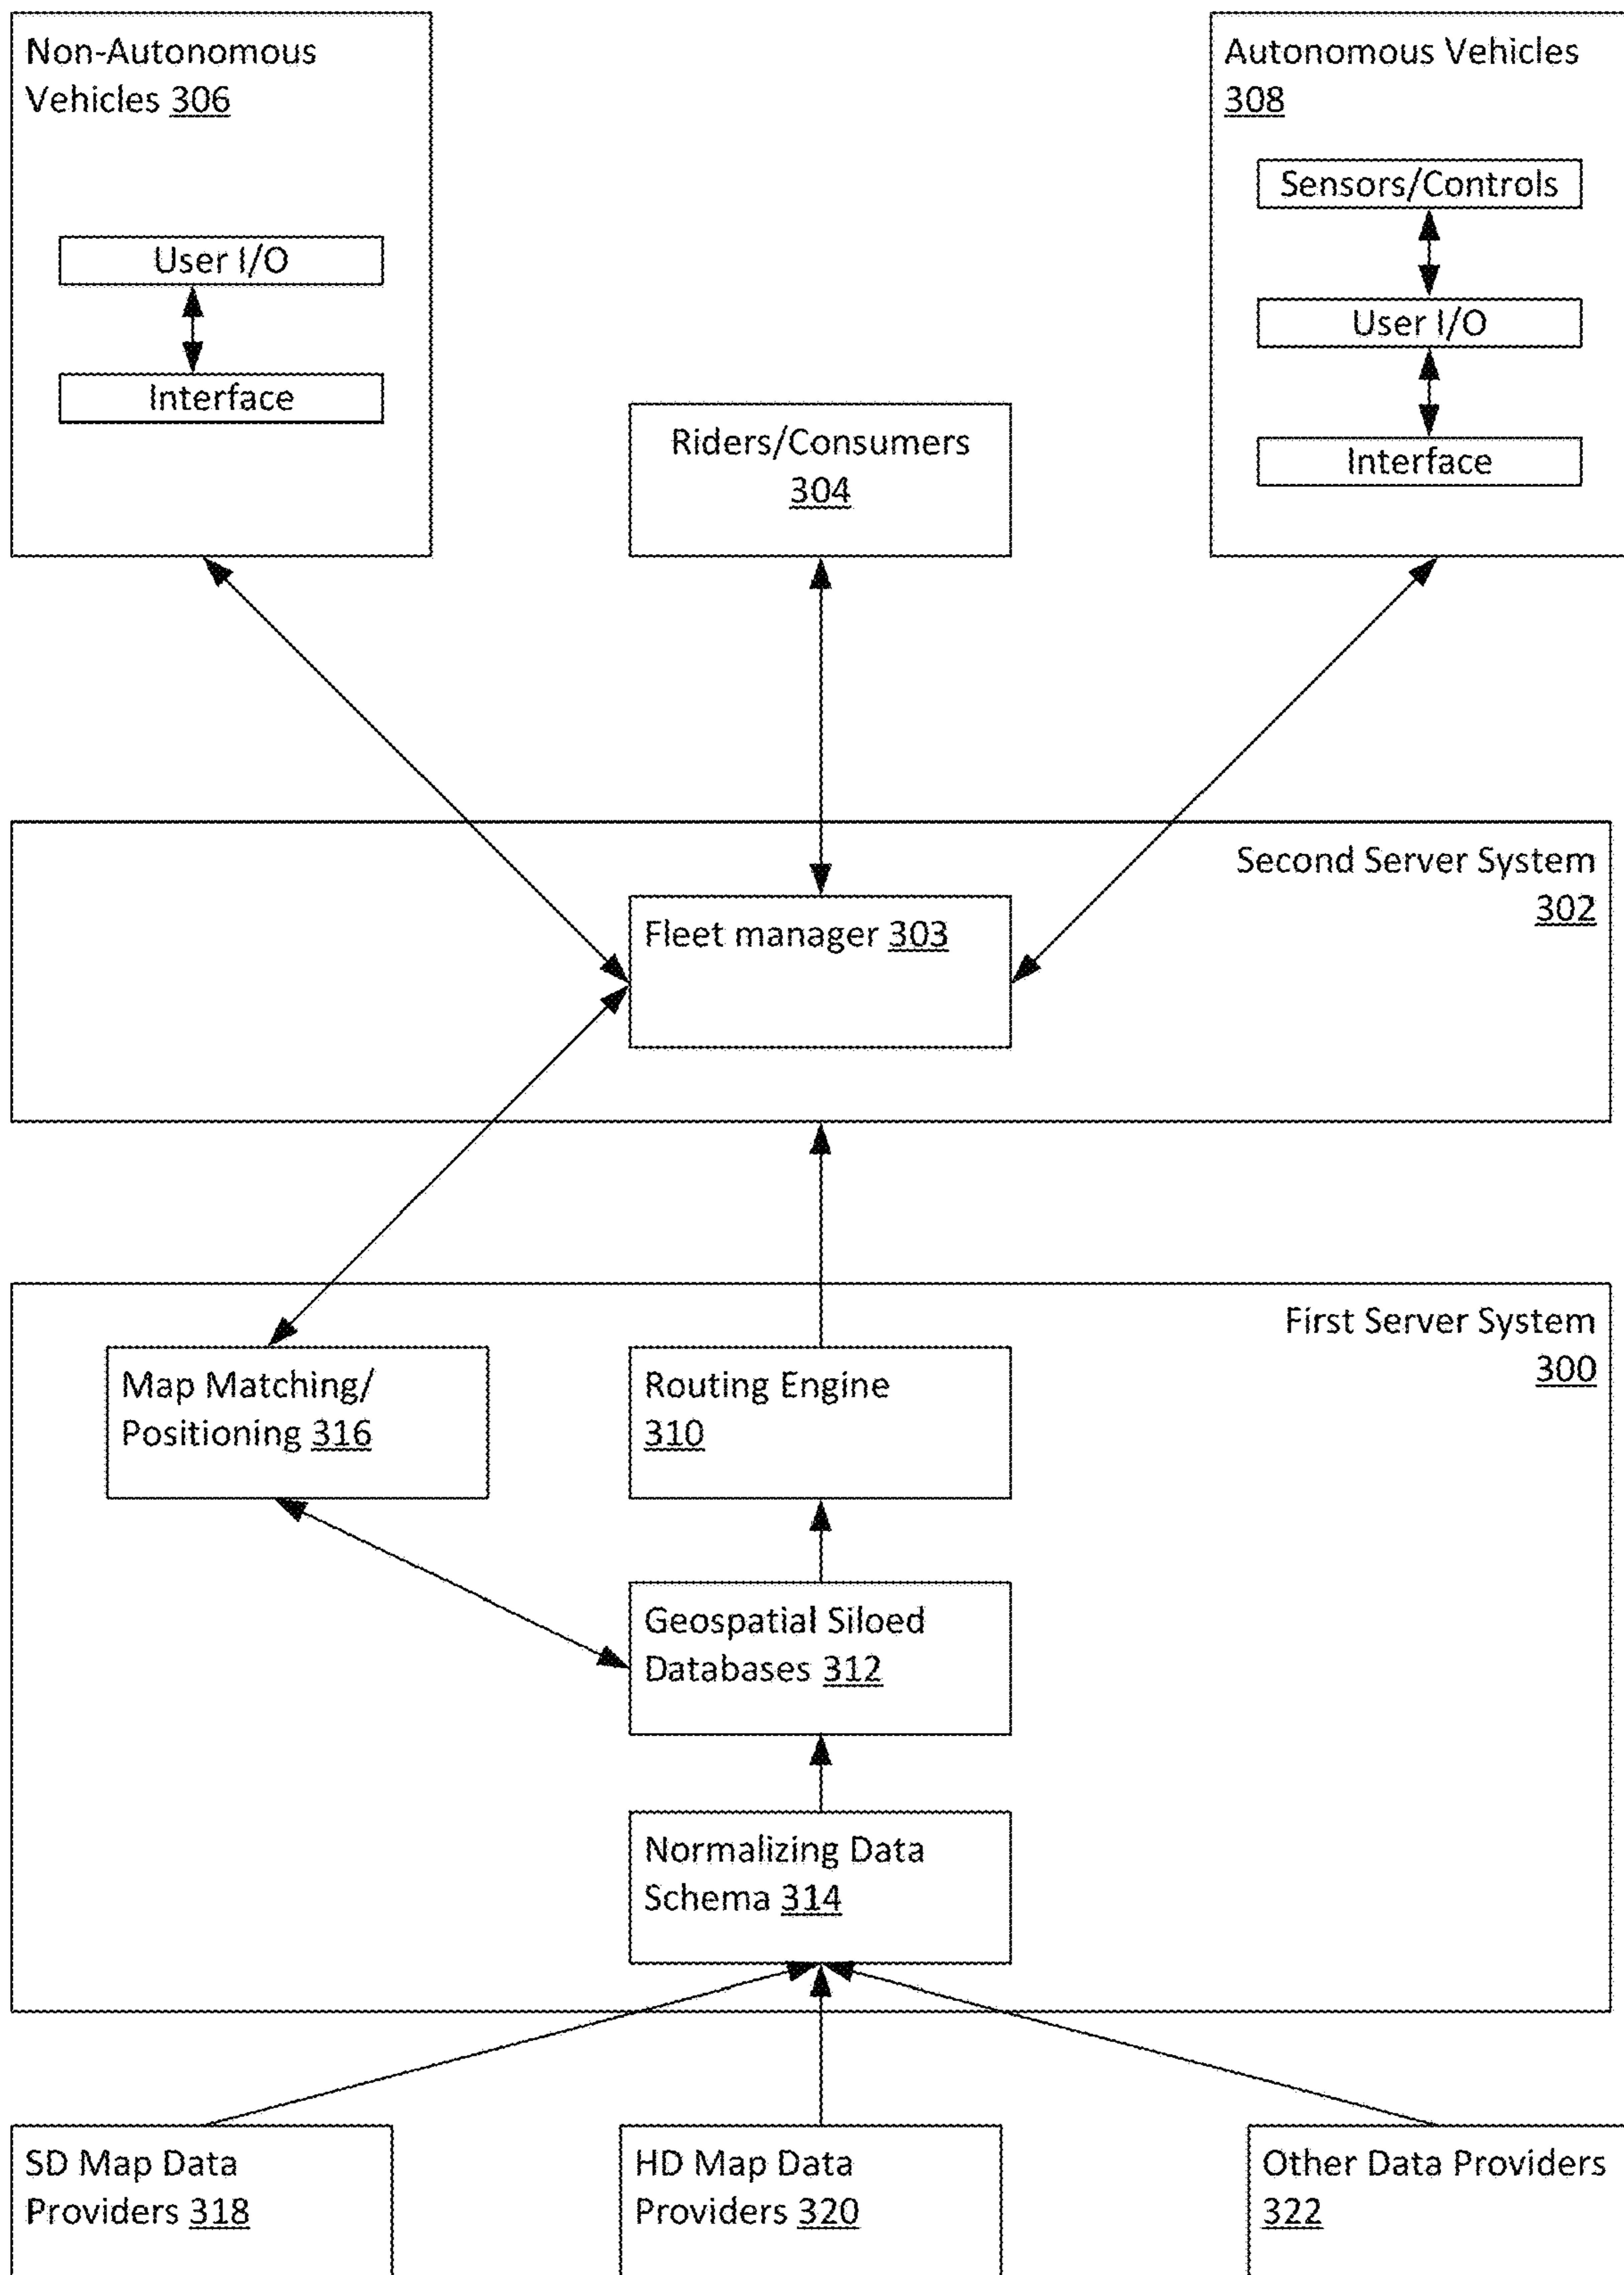 Non-Autonomous
Vehicles 306
User I/O
Interface
Riders/Consumers
304
Autonomous Vehicles
308
Sensors/Controls
User I/O
Interface
Second Server System
302
Fleet manager 303
First Server System
300
Map Matching/
Positioning 316
Routing Engine
310
Geospatial Siloed
Databases 312
Normalizing Data
Schema 314
SD Map Data
Providers 318
HD Map Data
Providers 320
Other Data Providers
322